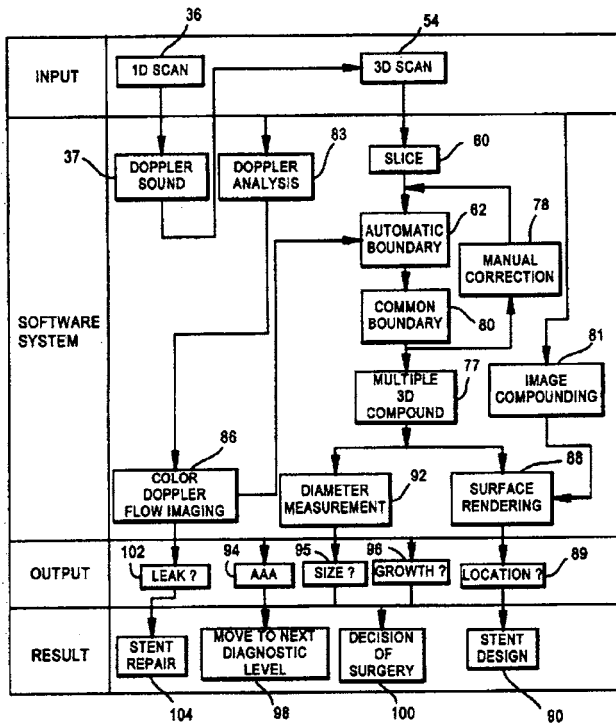 36
54
INPUT
1D SCAN
3D SCAN
83
SLICE
60
37
DOPPLER
SOUND
DOPPLER
ANALYSIS
62
78
AUTOMATIC
BOUNDARY
MANUAL
CORRECTION
SOFTWARE
SYSTEM
COMMON
BOUNDARY
80
77
81
MULTIPLE
3D
COMPOUND
IMAGE
COMPOUNDING
86
92
88
COLOR
DOPPLER
FLOW IMAGING
DIAMETER
MEASUREMENT
SURFACE
RENDERING
OUTPUT
102
94
95
96
89
LEAK ?
AAA
SIZE ?
GROWTH ?
LOCATION ?
RESULT
STENT
REPAIR
MOVE TO NEXT
DIAGNOSTIC
LEVEL
DECISION
OF
SURGERY
STENT
DESIGN
104
98
100
90